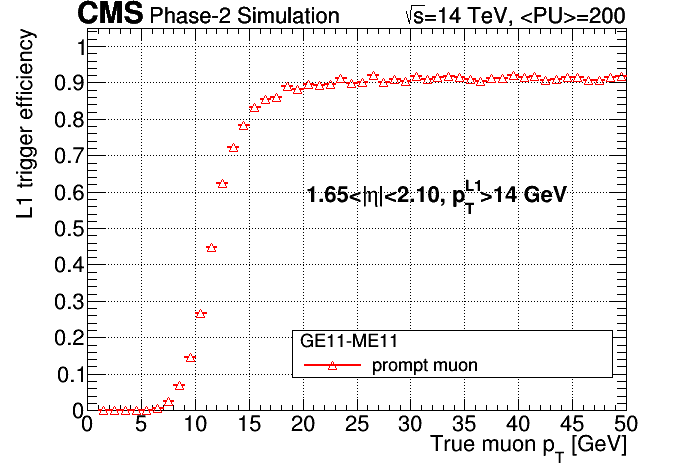 CMS Phase-2 Simulation √s=14 TeV, <PU>=200
L1 trigger efficiency
1
0.9
0.8
0.7
0.6
0.5
0.4
0.3
0.2
0.1
0
1.65<|η|<2.10, p_T^L1>14 GeV
GE11-ME11
prompt muon
0 5 10 15 20 25 30 35 40 45 50
True muon p_T [GeV]